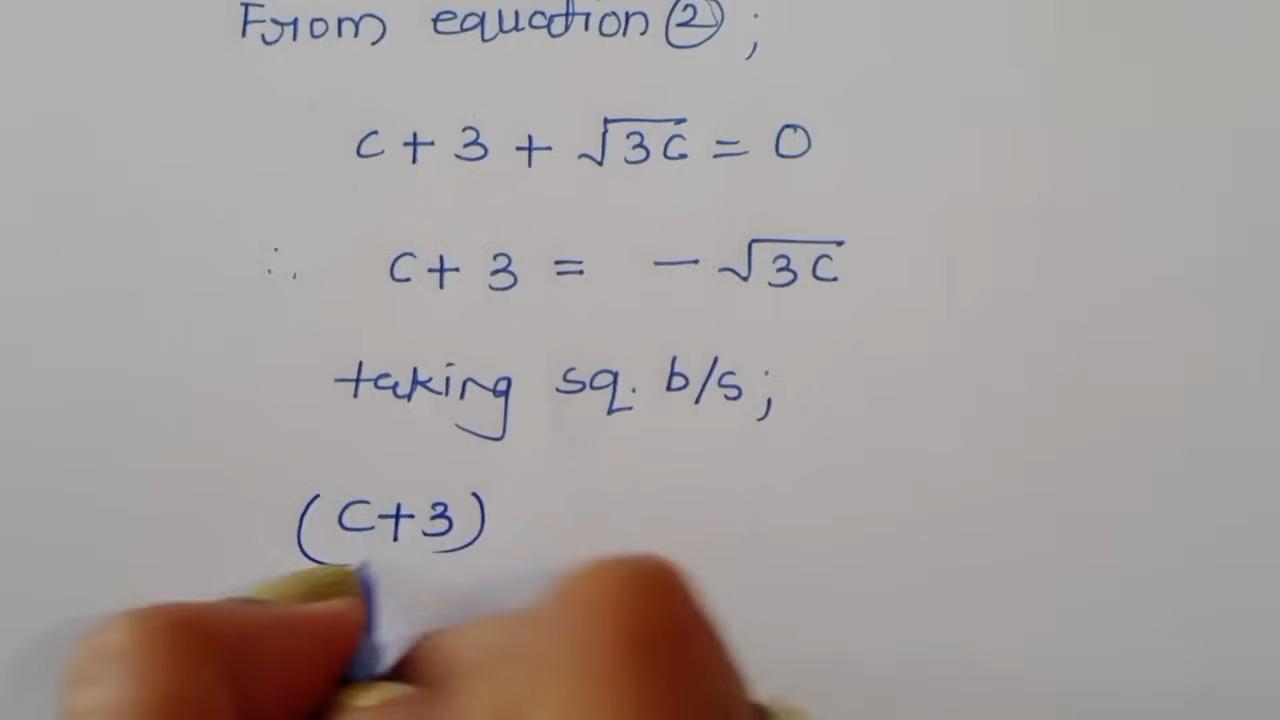 From equation ② ;
c + 3 + √3c = 0
∴ c + 3 = - √3c
taking sq. b/s;
(c+3)